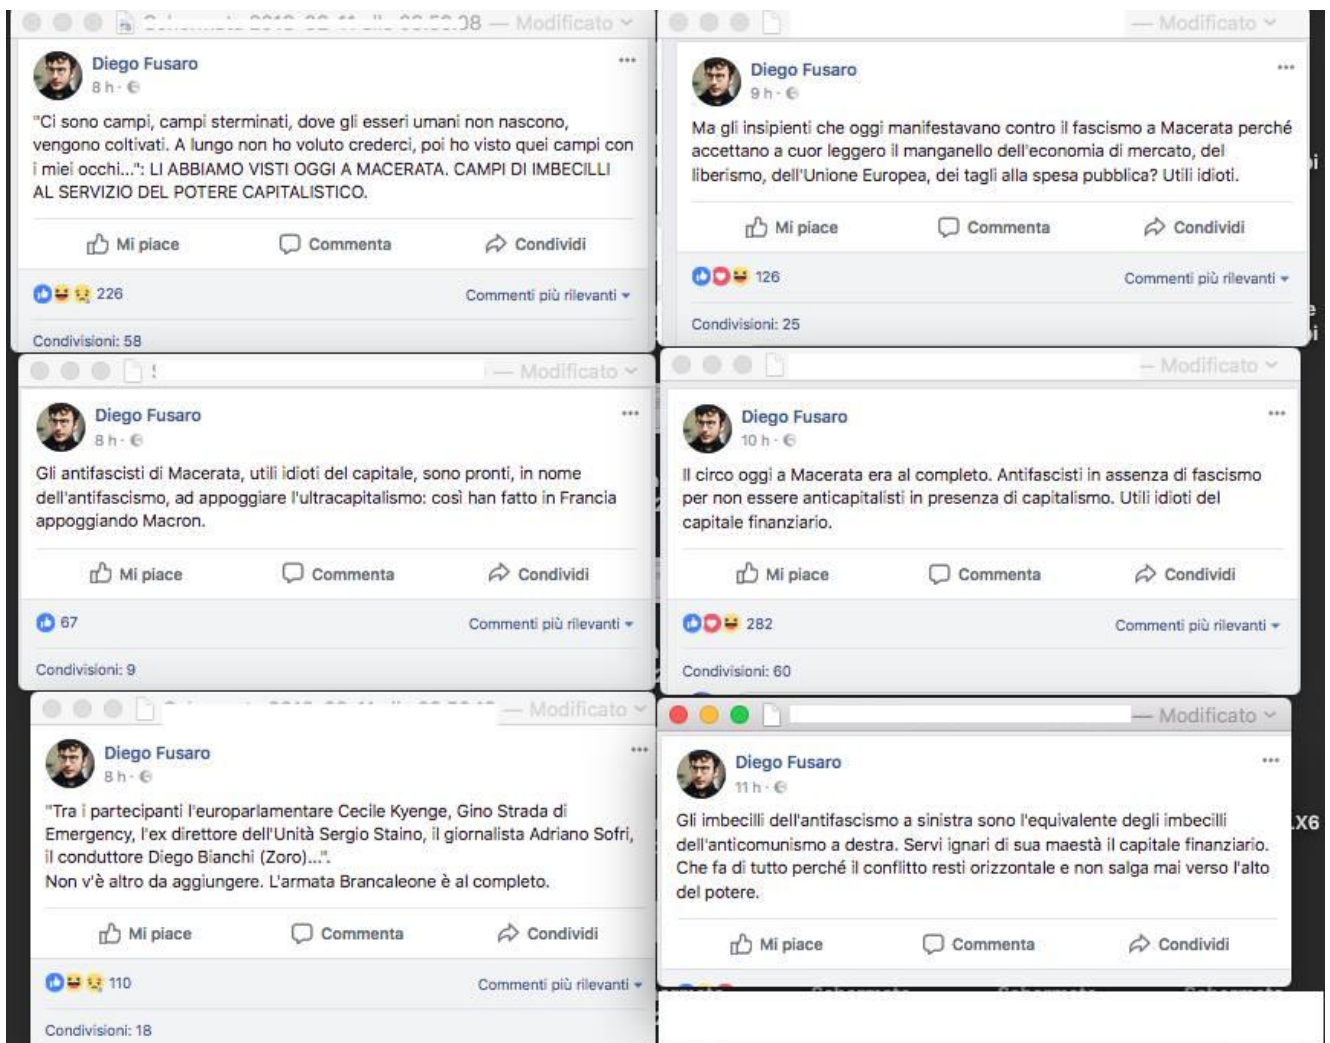 — Modificato
Diego Fusaro
8 h ·
"Ci sono campi, campi sterminati, dove gli esseri umani non nascono,
vengono coltivati. A lungo non ho voluto crederci, poi ho visto quei campi con
i miei occhi...": LI ABBIAMO VISTI OGGI A MACERATA. CAMPI DI IMBECILLI
AL SERVIZIO DEL POTERE CAPITALISTICO.
Mi piace Commenta Condividi
226 Commenti più rilevanti
Condivisioni: 58
— Modificato
Diego Fusaro
9 h ·
Ma gli insipienti che oggi manifestavano contro il fascismo a Macerata perché
accettano a cuor leggero il manganello dell'economia di mercato, del
liberismo, dell'Unione Europea, dei tagli alla spesa pubblica? Utili idioti.
Mi piace Commenta Condividi
126 Commenti più rilevanti
Condivisioni: 25
— Modificato
Diego Fusaro
8 h ·
Gli antifascisti di Macerata, utili idioti del capitale, sono pronti, in nome
dell'antifascismo, ad appoggiare l'ultracapitalismo: così han fatto in Francia
appoggiando Macron.
Mi piace Commenta Condividi
67 Commenti più rilevanti
Condivisioni: 9
— Modificato
Diego Fusaro
10 h ·
Il circo oggi a Macerata era al completo. Antifascisti in assenza di fascismo
per non essere anticapitalisti in presenza di capitalismo. Utili idioti del
capitale finanziario.
Mi piace Commenta Condividi
282 Commenti più rilevanti
Condivisioni: 60
— Modificato
Diego Fusaro
8 h ·
"Tra i partecipanti l'europarlamentare Cecile Kyenge, Gino Strada di
Emergency, l'ex direttore dell'Unità Sergio Staino, il giornalista Adriano Sofri,
il conduttore Diego Bianchi (Zoro)...".
Non v'è altro da aggiungere. L'armata Brancaleone è al completo.
Mi piace Commenta Condividi
110 Commenti più rilevanti
Condivisioni: 18
— Modificato
Diego Fusaro
11 h ·
Gli imbecilli dell'antifascismo a sinistra sono l'equivalente degli imbecilli
dell'anticomunismo a destra. Servi ignari di sua maestà il capitale finanziario.
Che fa di tutto perché il conflitto resti orizzontale e non salga mai verso l'alto
del potere.
Mi piace Commenta Condividi